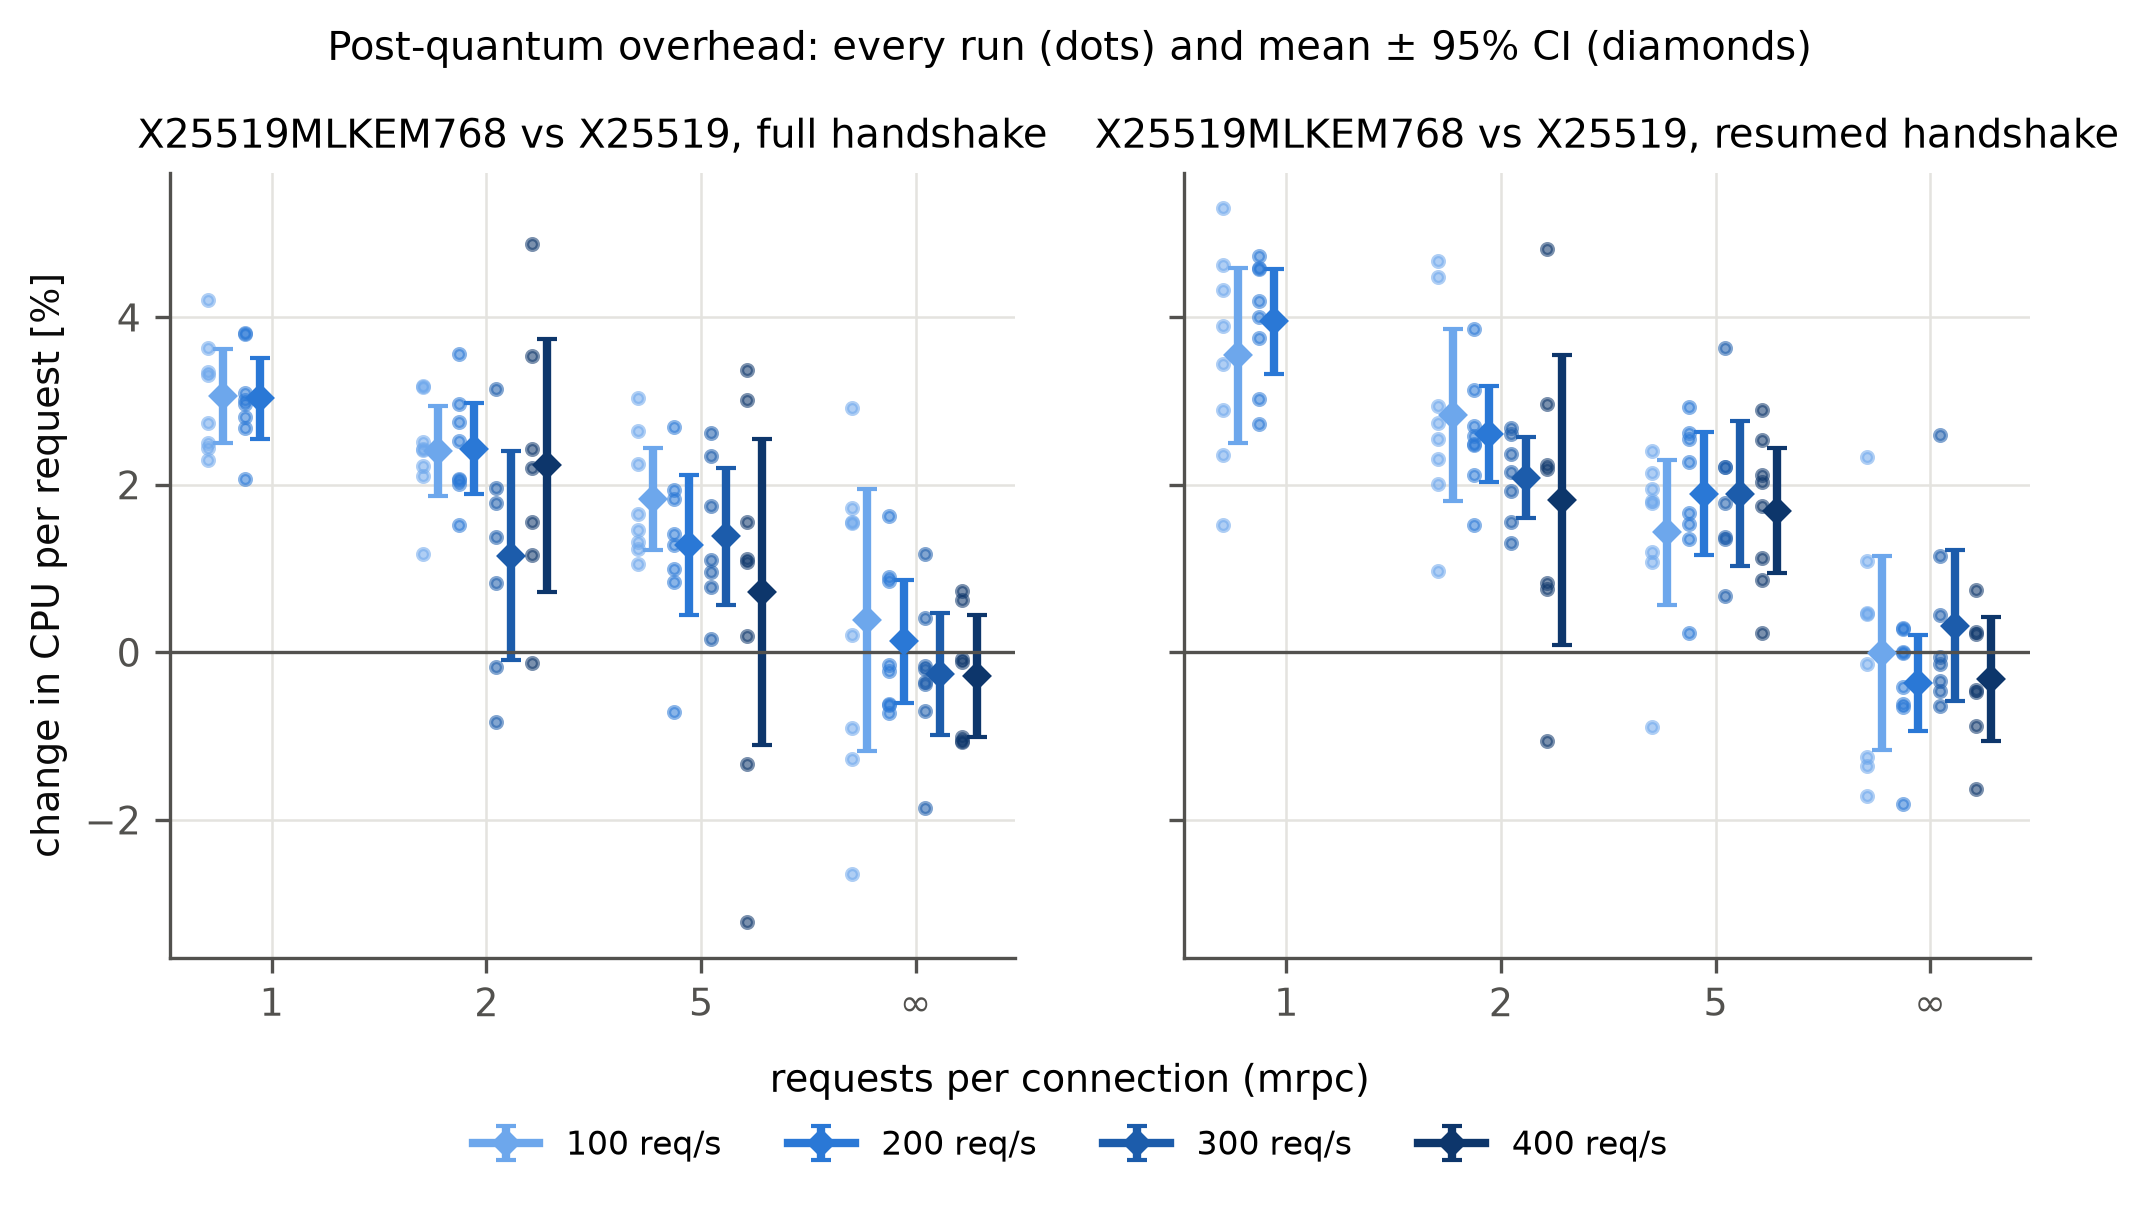 Post-quantum overhead: every run (dots) and mean ± 95% CI (diamonds)
X25519MLKEM768 vs X25519, full handshake
X25519MLKEM768 vs X25519, resumed handshake
change in CPU per request [%]
4
2
0
−2
1 2 5 ∞
1 2 5 ∞
requests per connection (mrpc)
100 req/s 200 req/s 300 req/s 400 req/s